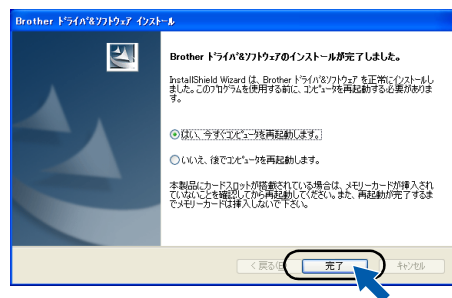 Brother ﾄﾞﾗｲﾊﾞ&ｿﾌﾄｳｪｱ ｲﾝｽﾄｰﾙ
Brother ﾄﾞﾗｲﾊﾞ&ｿﾌﾄｳｪｱのインストールが完了しました。
InstallShield Wizard は、Brother ﾄﾞﾗｲﾊﾞ&ｿﾌﾄｳｪｱ を正常にｲﾝｽﾄｰﾙし
ました。このﾌﾟﾛｸﾞﾗﾑを使用する前に、ｺﾝﾋﾟｭｰﾀを再起動する必要がありま
す。
はい、今すぐｺﾝﾋﾟｭｰﾀを再起動します。
いいえ、後でｺﾝﾋﾟｭｰﾀを再起動します。
本製品にカードスロットが搭載されている場合は、メモリーカードが挿入され
ていないことを確認してから再起動してください。また、再起動が完了するま
でメモリーカードは挿入しないで下さい。
< 戻る(B)
完了
ｷｬﾝｾﾙ